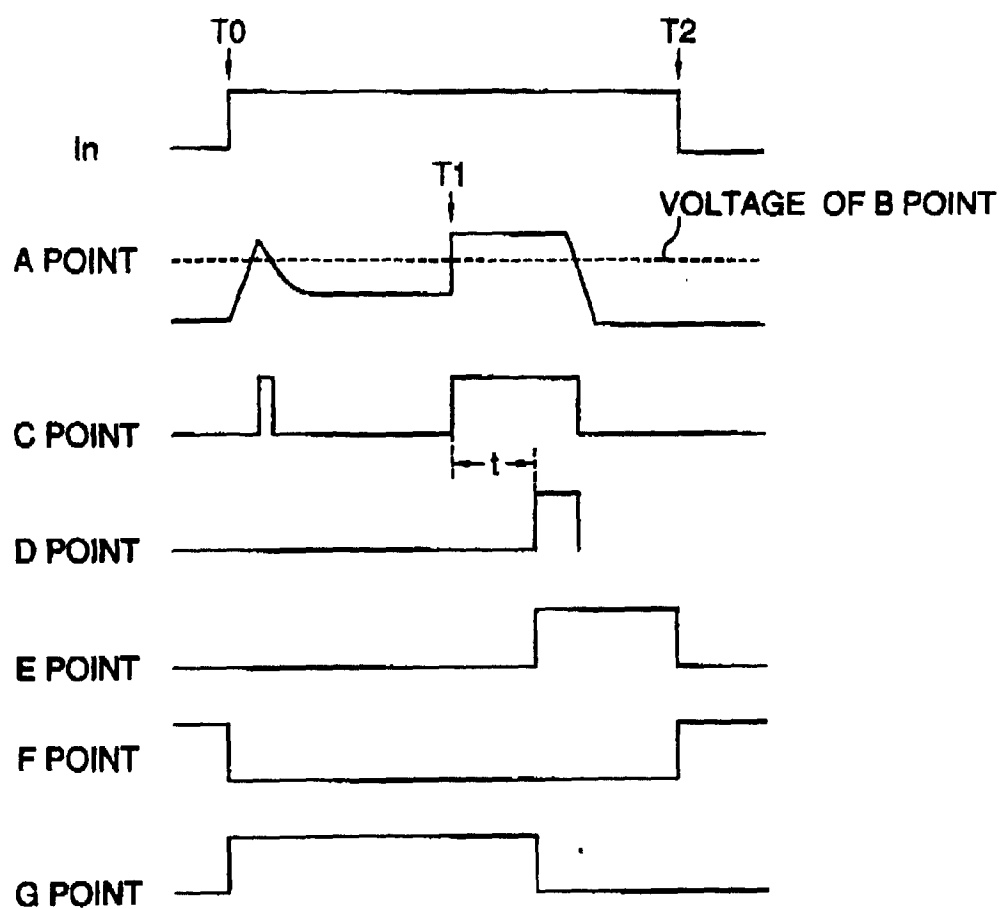 T0
T2
In
T1
VOLTAGE OF B POINT
A POINT
C POINT
t
D POINT
E POINT
F POINT
G POINT